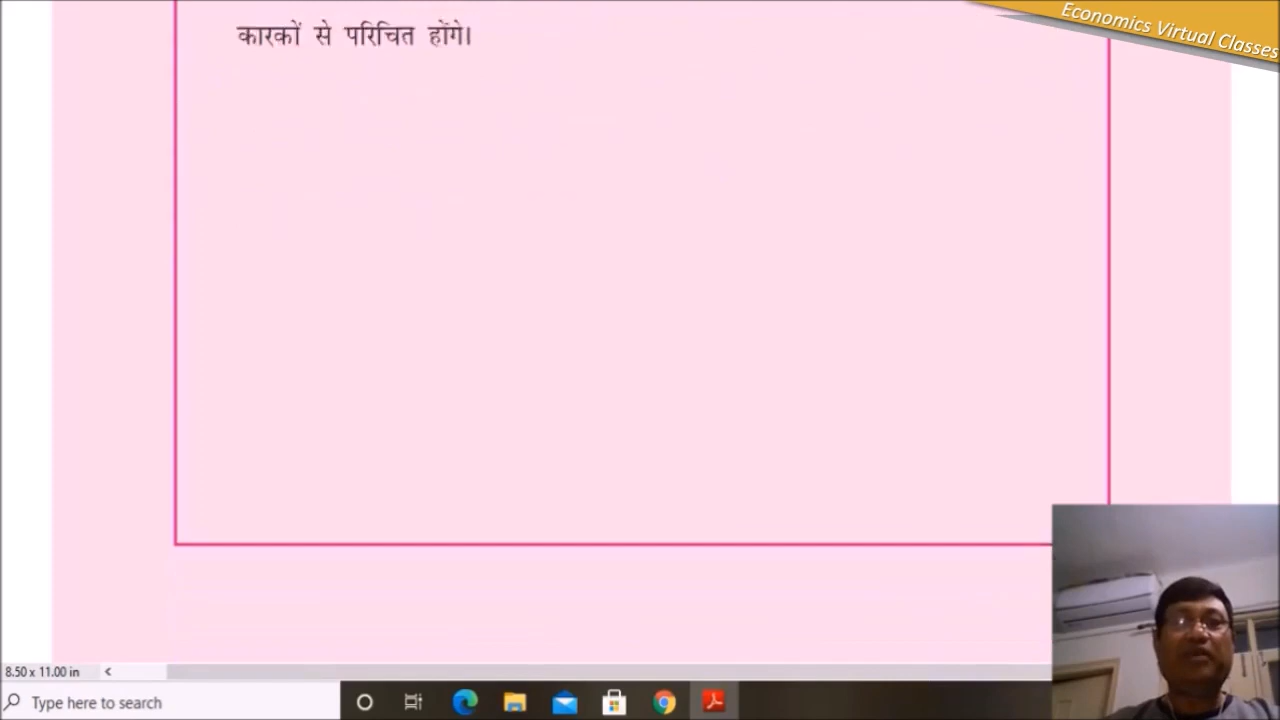 Economics Virtual Classes
कारकों से परिचित होंगे।
8.50 x 11.00 in
Type here to search